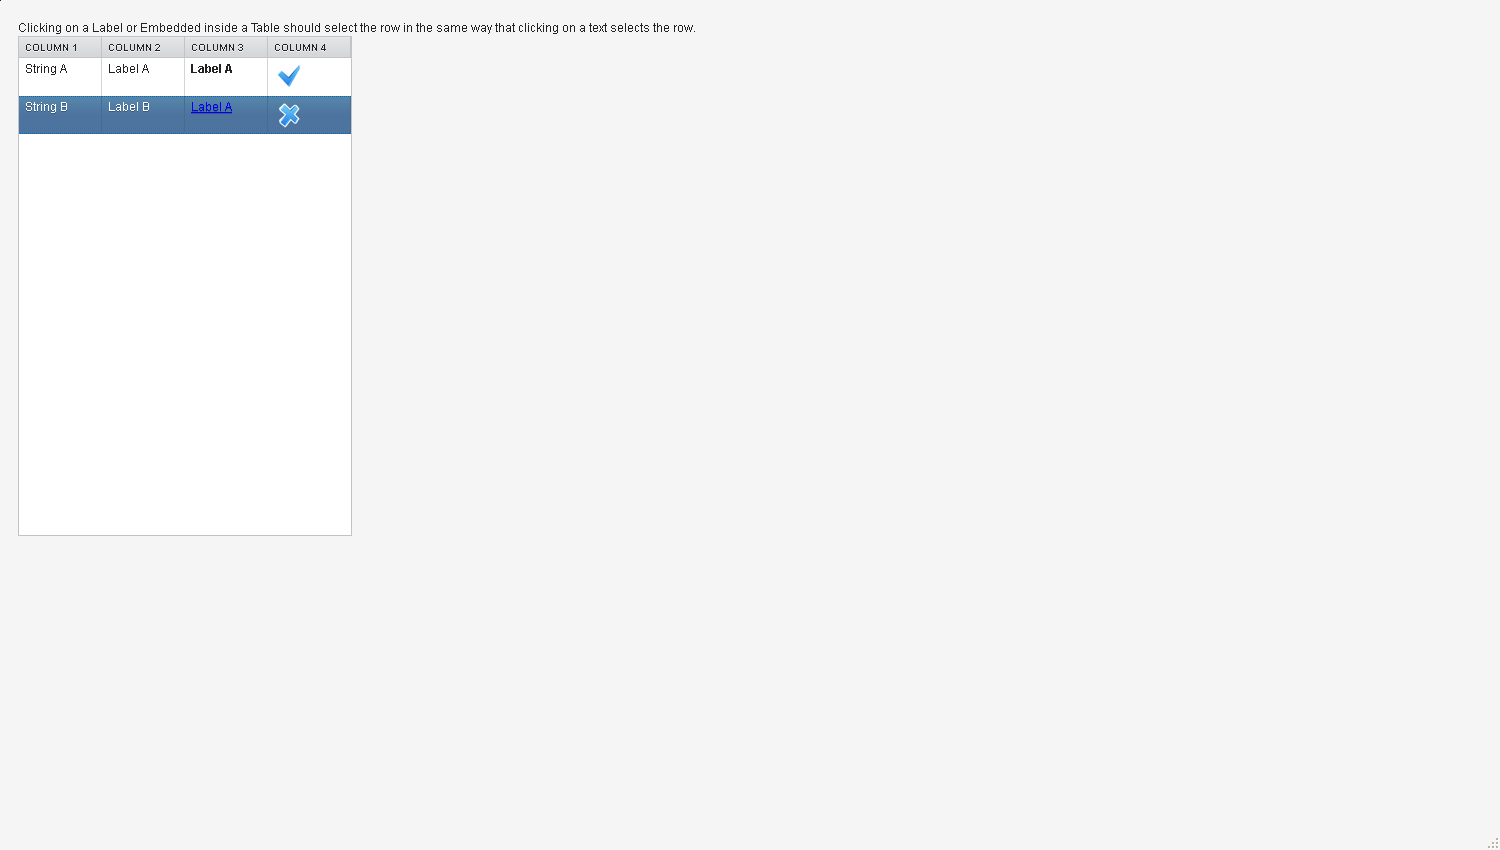 Clicking on a Label or Embedded inside a Table should select the row in the same way that clicking on a text selects the row.
COLUMN 1 COLUMN 2 COLUMN 3 COLUMN 4
String A Label A Label A
String B Label B Label A